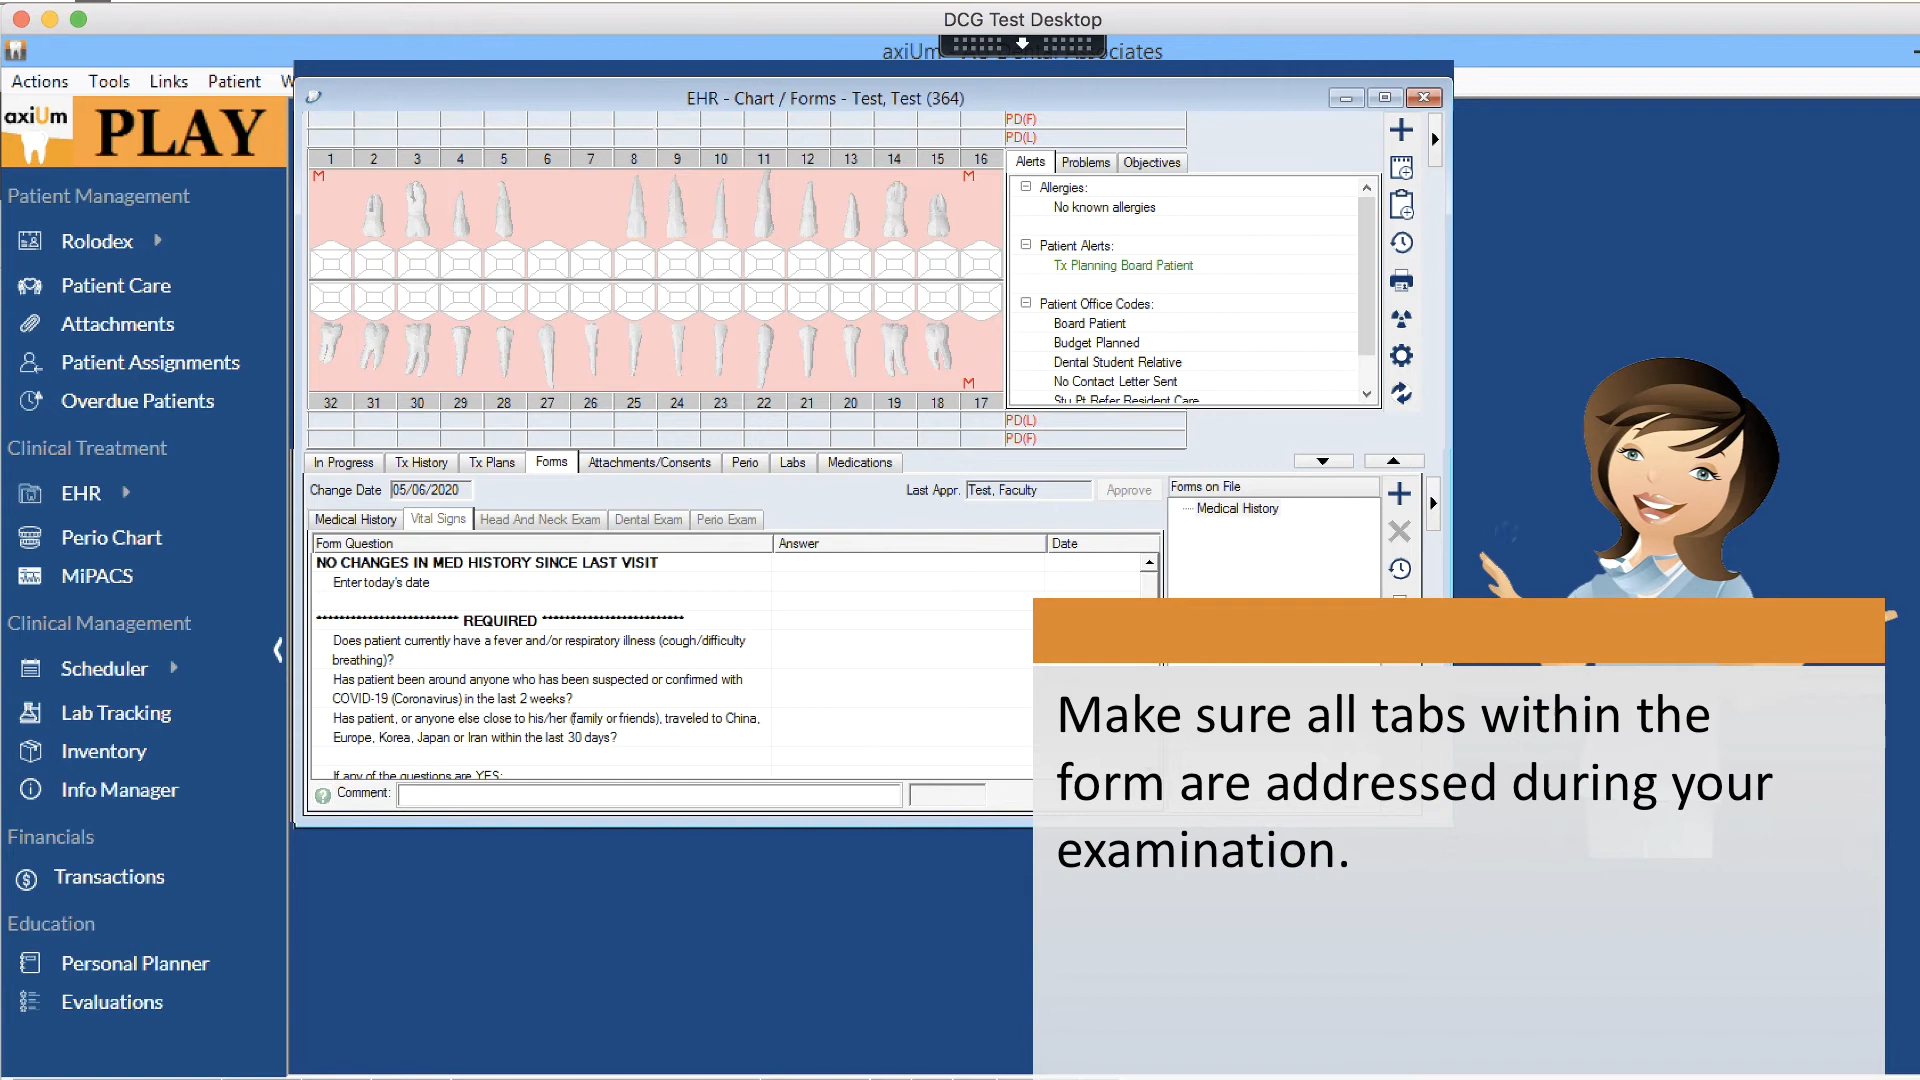 DCG Test Desktop
axiUm
ciates
Actions Tools Links Patient W
axiUm PLAY
Patient Management
Rolodex
Patient Care
Attachments
Patient Assignments
Overdue Patients
Clinical Treatment
EHR
Perio Chart
MiPACS
Clinical Management
Scheduler
Lab Tracking
Inventory
Info Manager
Financials
Transactions
Education
Personal Planner
Evaluations
EHR - Chart / Forms - Test, Test (364)
PD(F)
PD(L)
1 2 3 4 5 6 7 8 9 10 11 12 13 14 15 16
M M
M
32 31 30 29 28 27 26 25 24 23 22 21 20 19 18 17
PD(L)
PD(F)
Alerts Problems Objectives
Allergies:
No known allergies
Patient Alerts:
Tx Planning Board Patient
Patient Office Codes:
Board Patient
Budget Planned
Dental Student Relative
No Contact Letter Sent
Stu Pt Refer Resident Care
In Progress Tx History Tx Plans Forms Attachments/Consents Perio Labs Medications
Change Date 05/06/2020 Last Appr. Test, Faculty Approve
Forms on File
Medical History
Medical History Vital Signs Head And Neck Exam Dental Exam Perio Exam
Form Question Answer Date
NO CHANGES IN MED HISTORY SINCE LAST VISIT
Enter today's date
************************* REQUIRED *************************
Does patient currently have a fever and/or respiratory illness (cough/difficulty
breathing)?
Has patient been around anyone who has been suspected or confirmed with
COVID-19 (Coronavirus) in the last 2 weeks?
Has patient, or anyone else close to his/her (family or friends), traveled to China,
Europe, Korea, Japan or Iran within the last 30 days?
If any of the questions are YES:
Comment:
Make sure all tabs within the
form are addressed during your
examination.